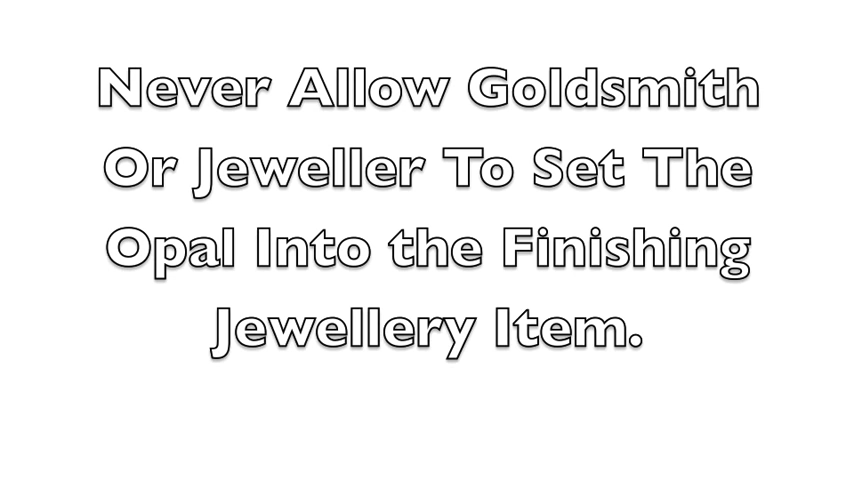 Never Allow Goldsmith
Or Jeweller To Set The
Opal Into the Finishing
Jewellery Item.